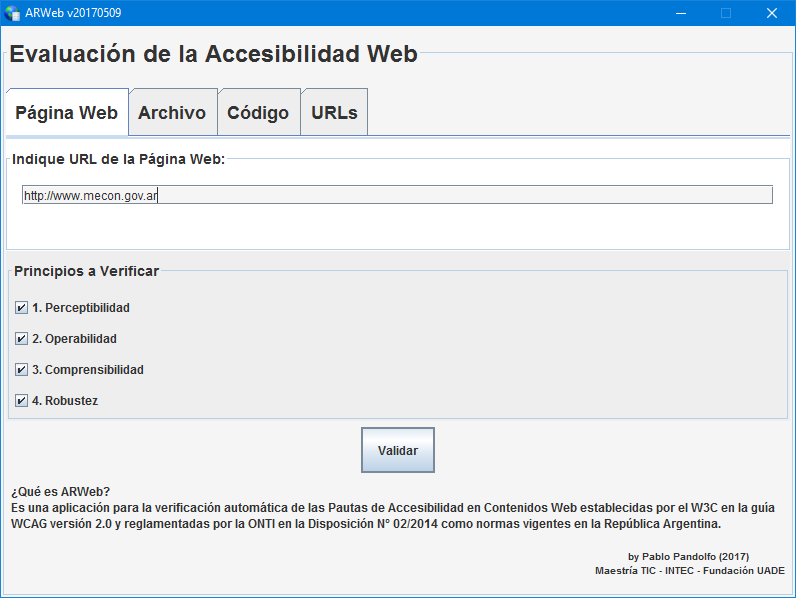 ARWeb v20170509
Evaluación de la Accesibilidad Web
Página Web
Archivo
Código
URLs
Indique URL de la Página Web:
http://www.mecon.gov.ar
Principios a Verificar
1. Perceptibilidad
2. Operabilidad
3. Comprensibilidad
4. Robustez
Validar
¿Qué es ARWeb?
Es una aplicación para la verificación automática de las Pautas de Accesibilidad en Contenidos Web establecidas por el W3C en la guía
WCAG versión 2.0 y reglamentadas por la ONTI en la Disposición N° 02/2014 como normas vigentes en la República Argentina.
by Pablo Pandolfo (2017)
Maestría TIC - INTEC - Fundación UADE